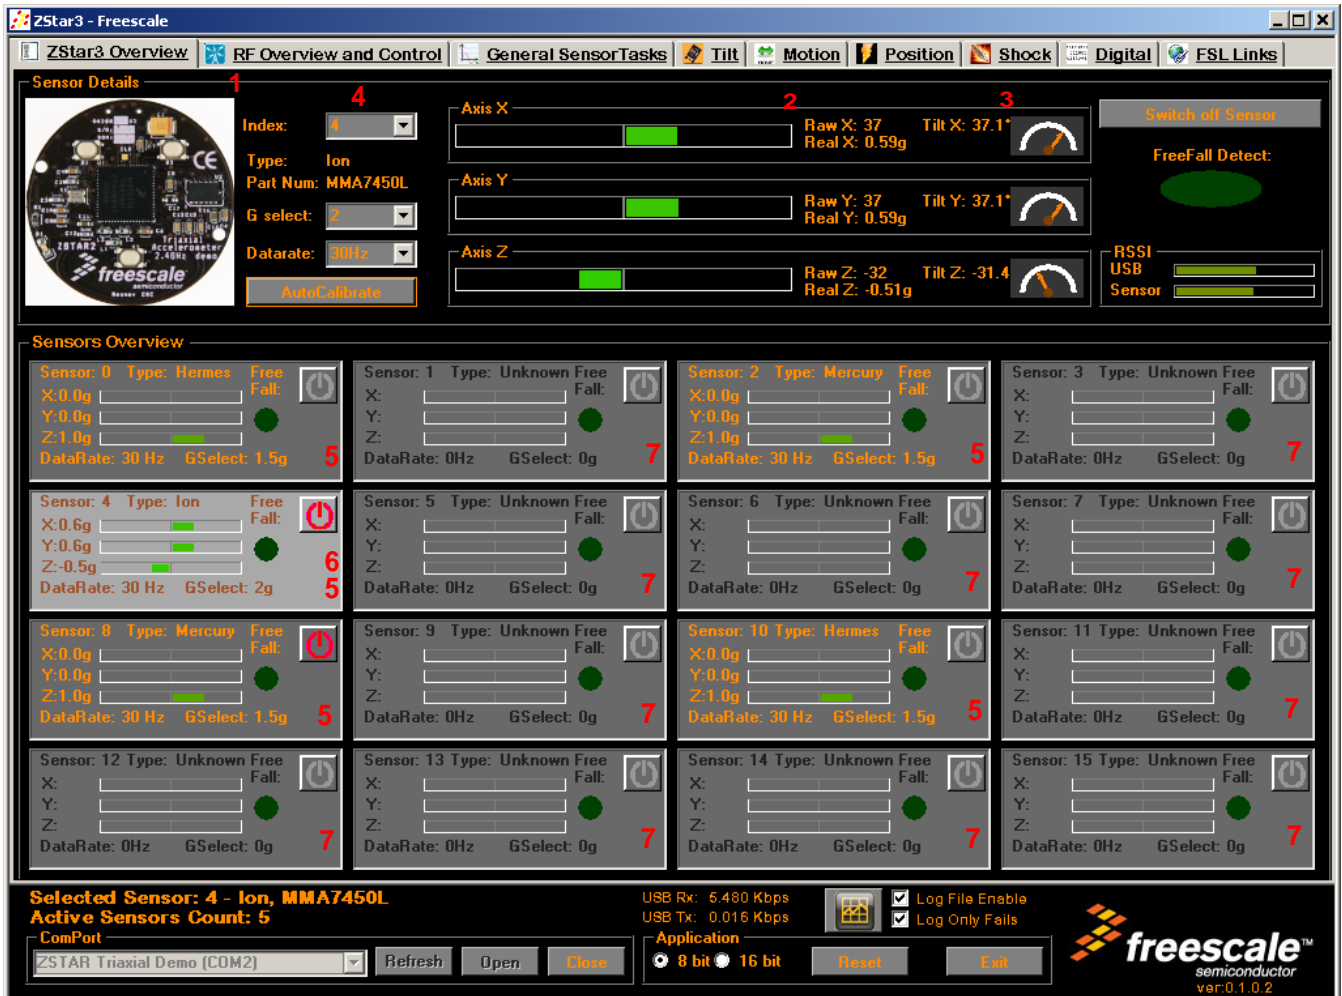 ZStar3 - Freescale
ZStar3 Overview RF Overview and Control General SensorTasks Tilt Motion Position Shock Digital FSL Links
Sensor Details
1
4
2
3
Index: 4
Type: Ion
Part Num: MMA7450L
G select: 2
Datarate: 30Hz
AutoCalibrate
ZSTAR2
Triaxial
Accelerometer
2.4GHz demo
freescale
semiconductor
Axis X
Raw X: 37 Tilt X: 37.1°
Real X: 0.59g
Axis Y
Raw Y: 37 Tilt Y: 37.1°
Real Y: 0.59g
Axis Z
Raw Z: -32 Tilt Z: -31.4
Real Z: -0.51g
Switch off Sensor
FreeFall Detect:
RSSI
USB
Sensor
Sensors Overview
Sensor: 0 Type: Hermes Free
Fall:
X:0.0g
Y:0.0g
Z:1.0g
DataRate: 30 Hz GSelect: 1.5g 5
Sensor: 1 Type: Unknown Free
Fall:
X:
Y:
Z:
DataRate: 0Hz GSelect: 0g 7
Sensor: 2 Type: Mercury Free
Fall:
X:0.0g
Y:0.0g
Z:1.0g
DataRate: 30 Hz GSelect: 1.5g 5
Sensor: 3 Type: Unknown Free
Fall:
X:
Y:
Z:
DataRate: 0Hz GSelect: 0g 7
Sensor: 4 Type: Ion Free
Fall:
X:0.6g
Y:0.6g
Z:-0.5g 6
DataRate: 30 Hz GSelect: 2g 5
Sensor: 5 Type: Unknown Free
Fall:
X:
Y:
Z:
DataRate: 0Hz GSelect: 0g 7
Sensor: 6 Type: Unknown Free
Fall:
X:
Y:
Z:
DataRate: 0Hz GSelect: 0g 7
Sensor: 7 Type: Unknown Free
Fall:
X:
Y:
Z:
DataRate: 0Hz GSelect: 0g 7
Sensor: 8 Type: Mercury Free
Fall:
X:0.0g
Y:0.0g
Z:1.0g
DataRate: 30 Hz GSelect: 1.5g 5
Sensor: 9 Type: Unknown Free
Fall:
X:
Y:
Z:
DataRate: 0Hz GSelect: 0g 7
Sensor: 10 Type: Hermes Free
Fall:
X:0.0g
Y:0.0g
Z:1.0g
DataRate: 30 Hz GSelect: 1.5g 5
Sensor: 11 Type: Unknown Free
Fall:
X:
Y:
Z:
DataRate: 0Hz GSelect: 0g 7
Sensor: 12 Type: Unknown Free
Fall:
X:
Y:
Z:
DataRate: 0Hz GSelect: 0g 7
Sensor: 13 Type: Unknown Free
Fall:
X:
Y:
Z:
DataRate: 0Hz GSelect: 0g 7
Sensor: 14 Type: Unknown Free
Fall:
X:
Y:
Z:
DataRate: 0Hz GSelect: 0g 7
Sensor: 15 Type: Unknown Free
Fall:
X:
Y:
Z:
DataRate: 0Hz GSelect: 0g 7
Selected Sensor: 4 - Ion, MMA7450L
Active Sensors Count: 5
ComPort
ZSTAR Triaxial Demo (COM2) Refresh Open Close
USB Rx: 5.480 Kbps
USB Tx: 0.016 Kbps
Log File Enable
Log Only Fails
Application
8 bit 16 bit Reset Exit
freescale™
semiconductor
ver:0.1.0.2